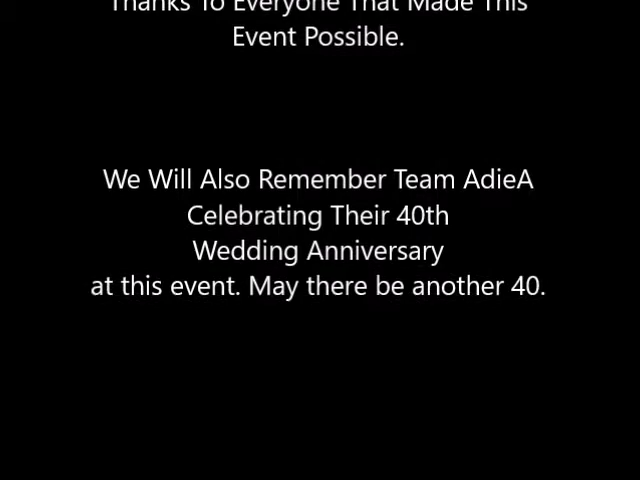 Thanks To Everyone That Made This
Event Possible.
We Will Also Remember Team AdieA
Celebrating Their 40th
Wedding Anniversary
at this event. May there be another 40.